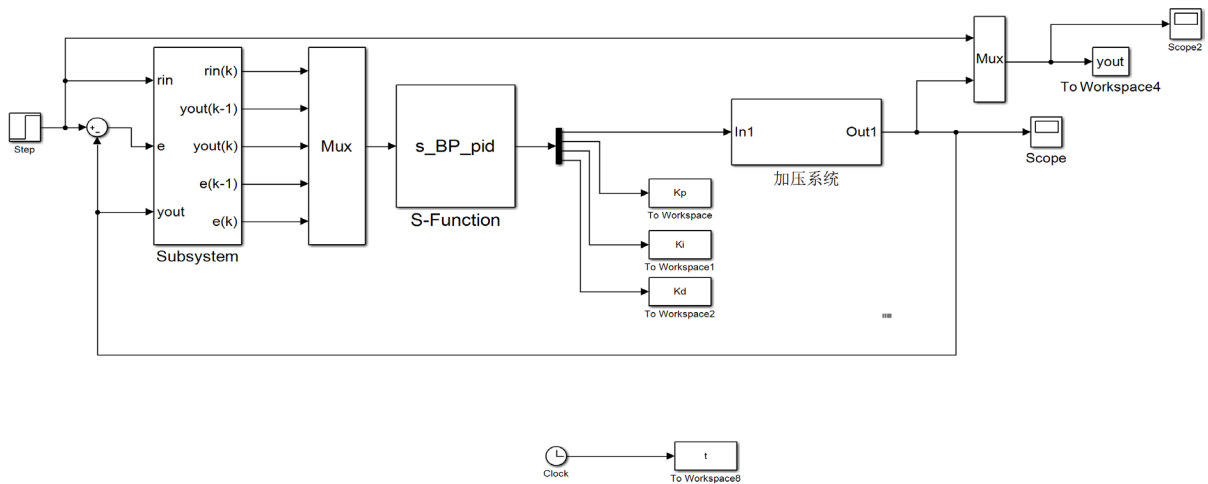 Step
+
-
rin
e
yout
rin(k)
yout(k-1)
yout(k)
e(k-1)
e(k)
Subsystem
Mux
s_BP_pid
S-Function
Kp
To Workspace
Ki
To Workspace1
Kd
To Workspace2
In1
Out1
加压系统
Mux
Scope2
yout
To Workspace4
Scope
Clock
t
To Workspace8